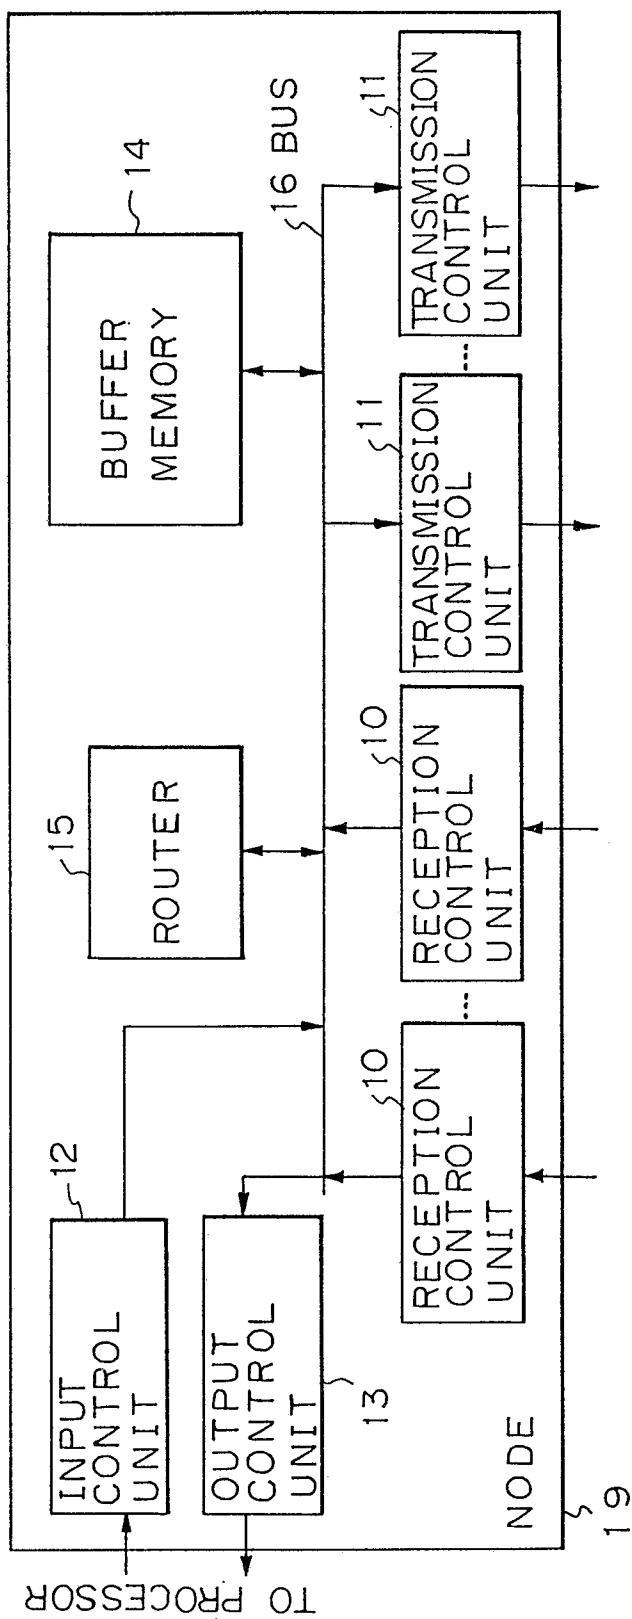 TO PROCESSOR
INPUT
CONTROL
UNIT
12
OUTPUT
CONTROL
UNIT
13
15
ROUTER
BUFFER
MEMORY
14
16 BUS
10
RECEPTION
CONTROL
UNIT
10
RECEPTION
CONTROL
UNIT
11
TRANSMISSION
CONTROL
UNIT
11
TRANSMISSION
CONTROL
UNIT
NODE
19